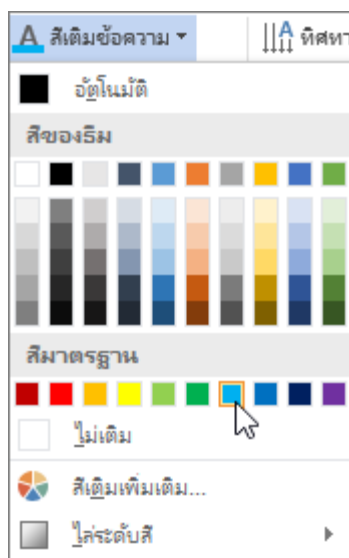 A สีเติมข้อความ
A ทิศทา
อัตโนมัติ
สีของธีม
สีมาตรฐาน
ไม่เติม
สีเติมเพิ่มเติม...
ไล่ระดับสี